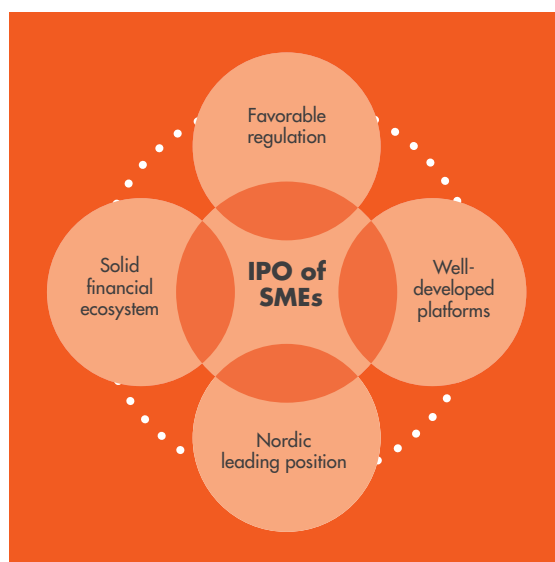 Favorable
regulation
Solid
financial
ecosystem
IPO of
SMEs
Well-
developed
platforms
Nordic
leading position